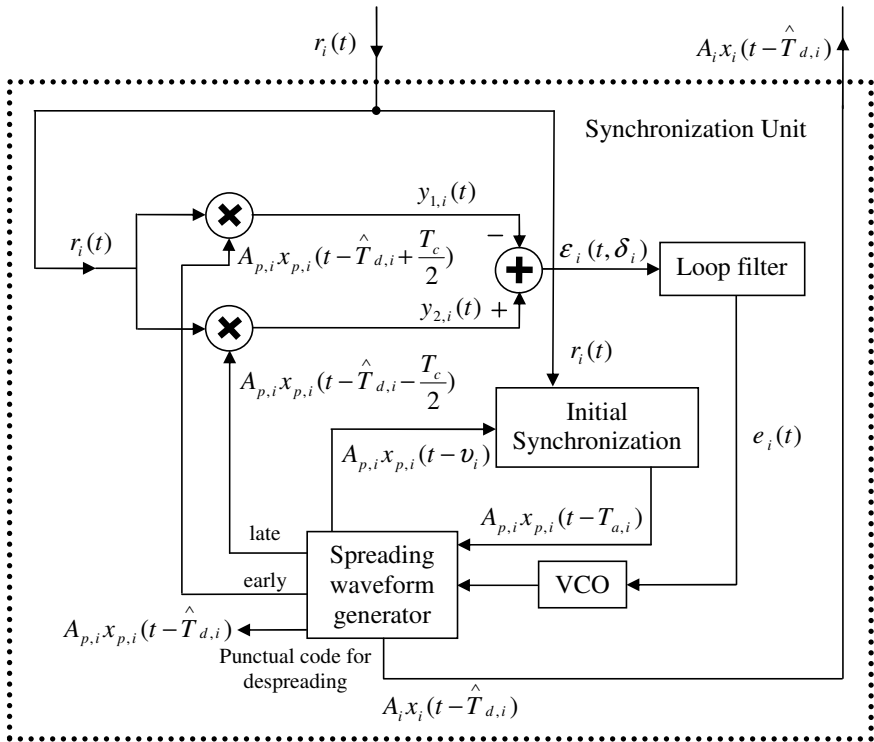 r_i(t)
A_i x_i(t−T̂_{d,i})
Synchronization Unit
y_{1,i}(t)
r_i(t)
A_{p,i} x_{p,i}(t−T̂_{d,i}+T_c/2)
−
ε_i(t,δ_i)
Loop filter
y_{2,i}(t)
+
r_i(t)
A_{p,i} x_{p,i}(t−T̂_{d,i}−T_c/2)
Initial
Synchronization
e_i(t)
A_{p,i} x_{p,i}(t−υ_i)
A_{p,i} x_{p,i}(t−T_{a,i})
late
early
Spreading
waveform
generator
VCO
A_{p,i} x_{p,i}(t−T̂_{d,i})
Punctual code for
despreading
A_i x_i(t−T̂_{d,i})